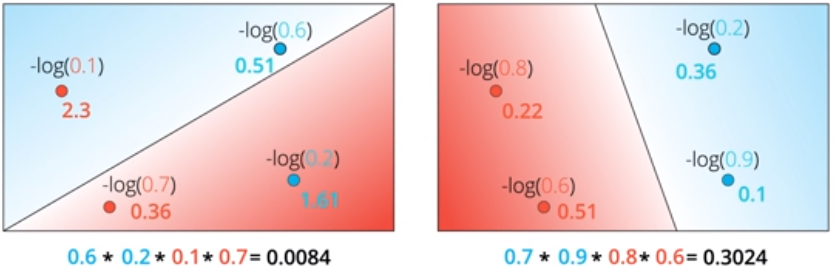 -log(0.6)
0.51
-log(0.1)
2.3
-log(0.2)
1.61
-log(0.7)
0.36
0.6 * 0.2 * 0.1 * 0.7 = 0.0084
-log(0.2)
0.36
-log(0.8)
0.22
-log(0.9)
0.1
-log(0.6)
0.51
0.7 * 0.9 * 0.8 * 0.6 = 0.3024